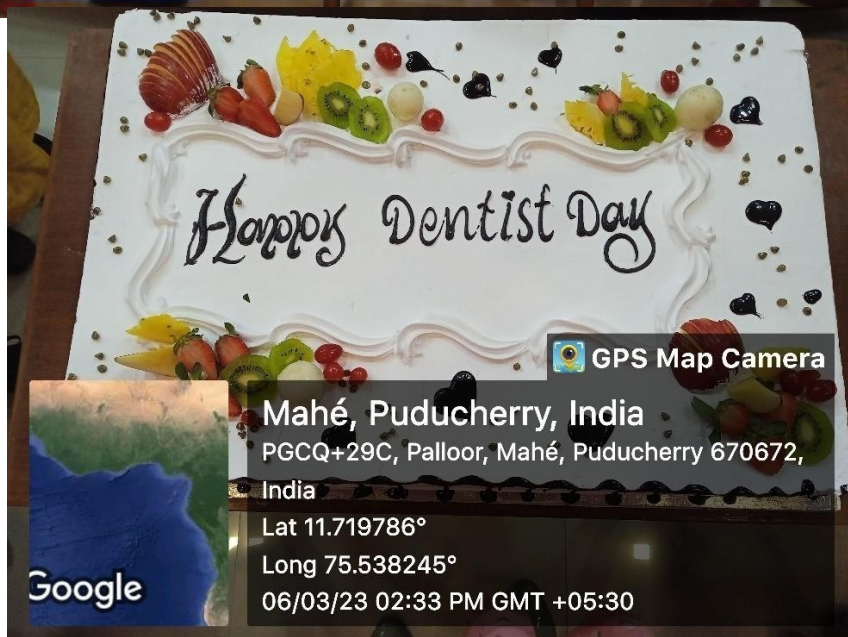 Happy Dentist Day
GPS Map Camera
Mahé, Puducherry, India
PGCQ+29C, Palloor, Mahé, Puducherry 670672,
India
Lat 11.719786°
Long 75.538245°
06/03/23 02:33 PM GMT +05:30
Google